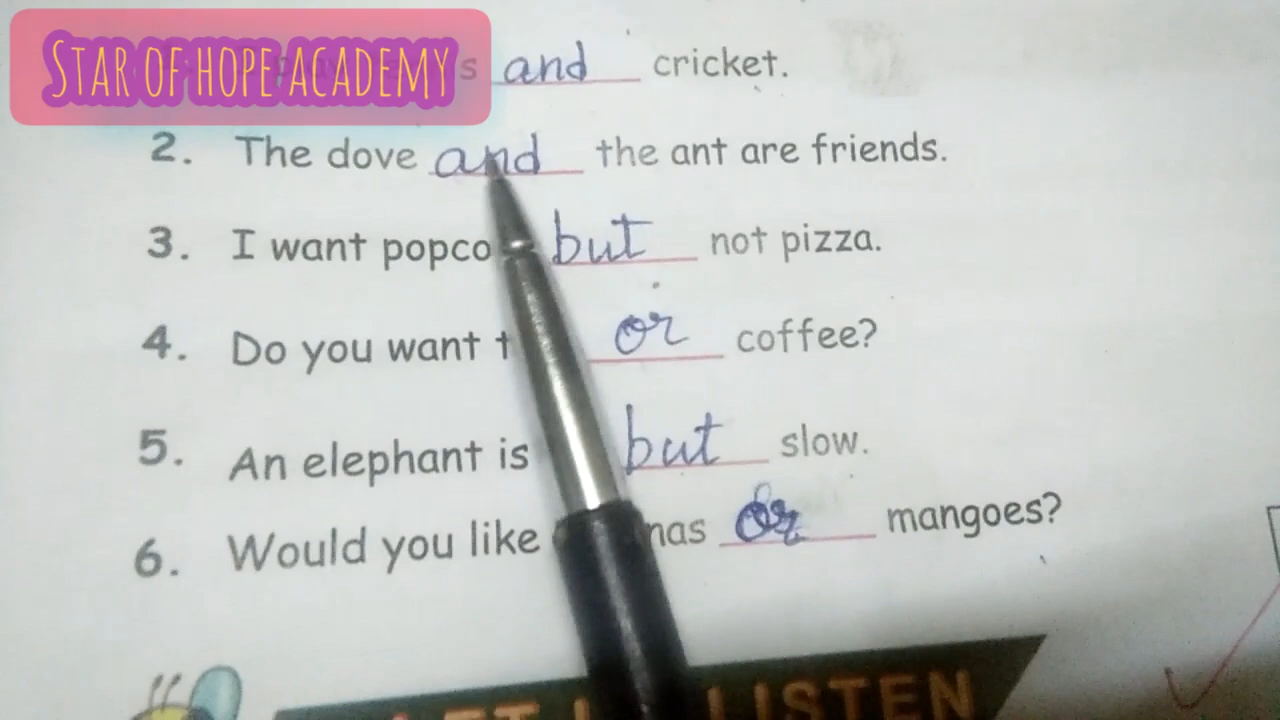 STAR OF HOPE ACADEMY
s and cricket.
2. The dove and the ant are friends.
3. I want popco but not pizza.
4. Do you want t or coffee?
5. An elephant is but slow.
6. Would you like nas or mangoes?
LISTEN